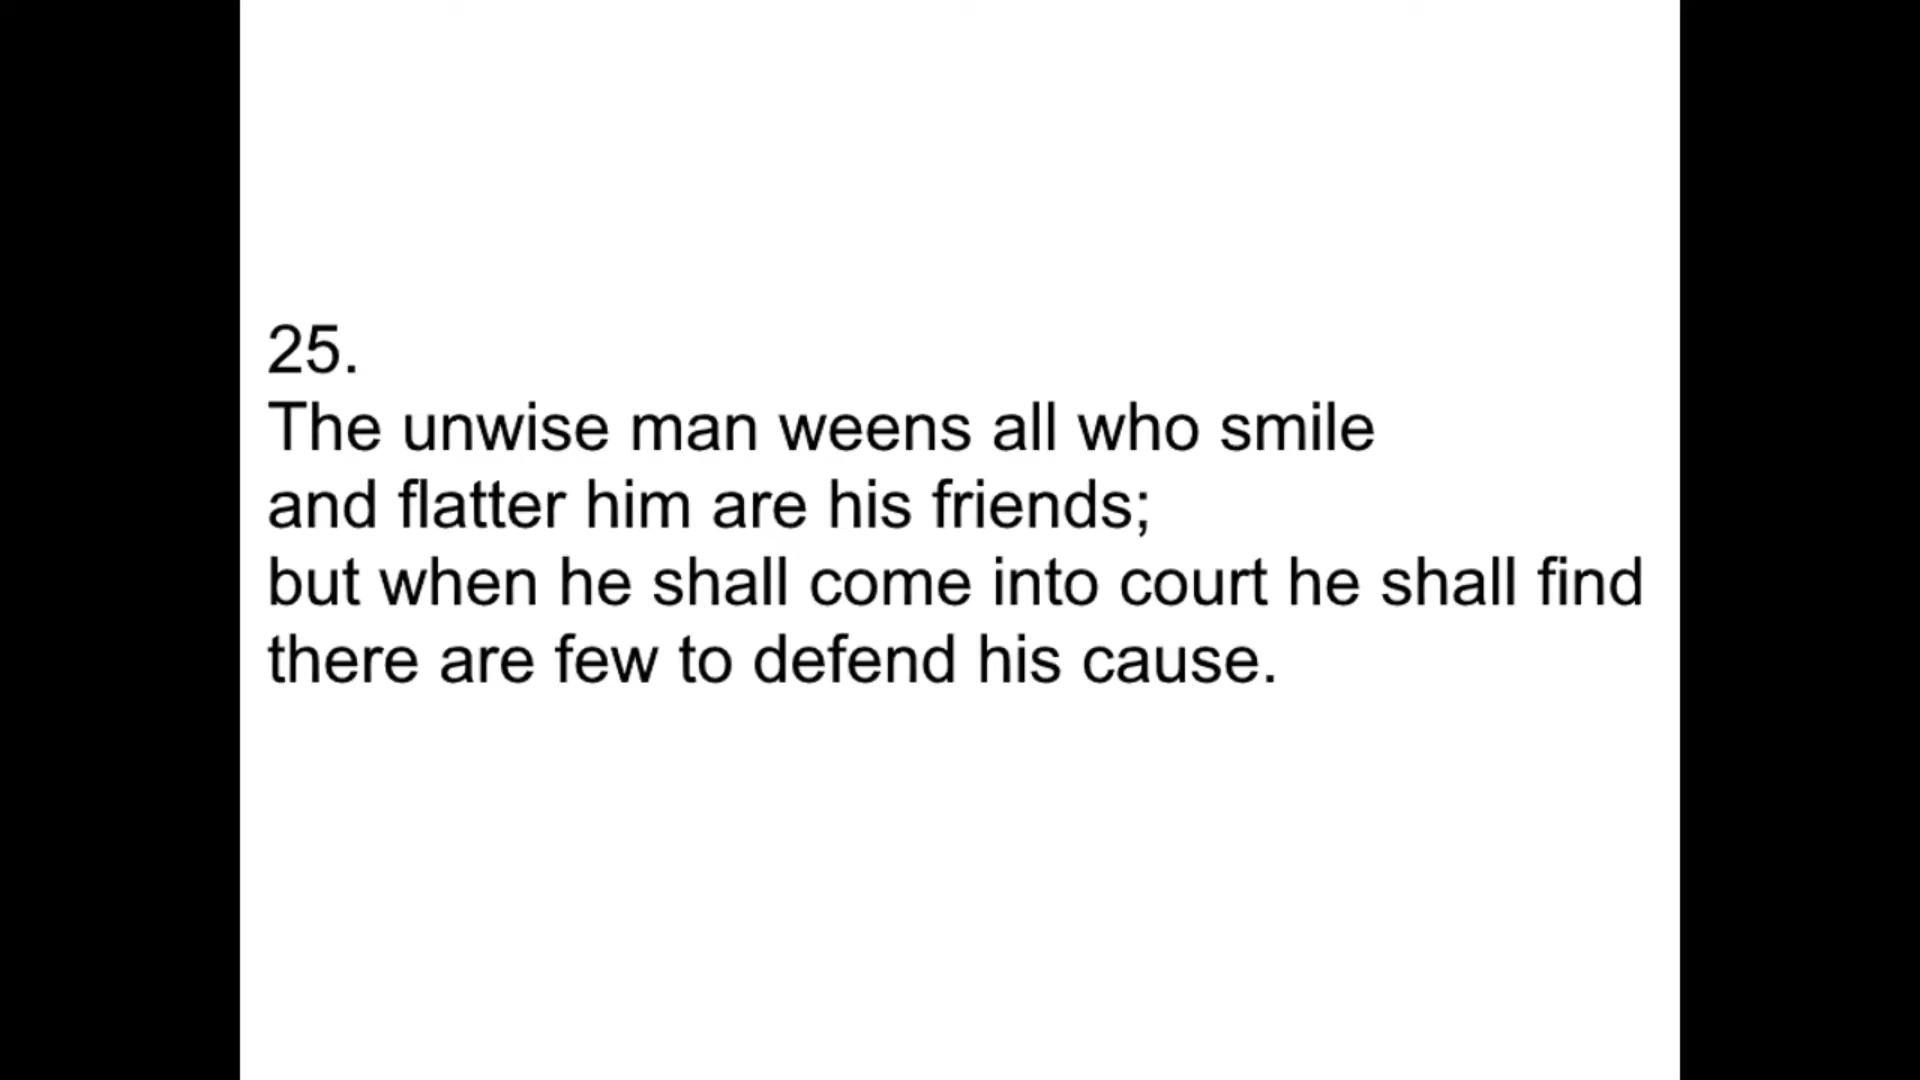 25.
The unwise man weens all who smile
and flatter him are his friends;
but when he shall come into court he shall find
there are few to defend his cause.